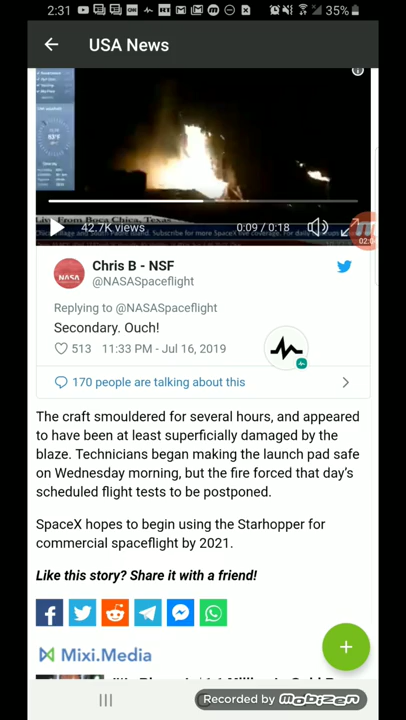 2:31
35%
USA News
93°F
Live From Boca Chica, Texas
42.7K views
0:09 / 0:18
02:04
Chris B - NSF
@NASASpaceflight
Replying to @NASASpaceflight
Secondary. Ouch!
513 11:33 PM - Jul 16, 2019
170 people are talking about this
The craft smouldered for several hours, and appeared
to have been at least superficially damaged by the
blaze. Technicians began making the launch pad safe
on Wednesday morning, but the fire forced that day's
scheduled flight tests to be postponed.
SpaceX hopes to begin using the Starhopper for
commercial spaceflight by 2021.
Like this story? Share it with a friend!
Mixi.Media
Recorded by mobizen